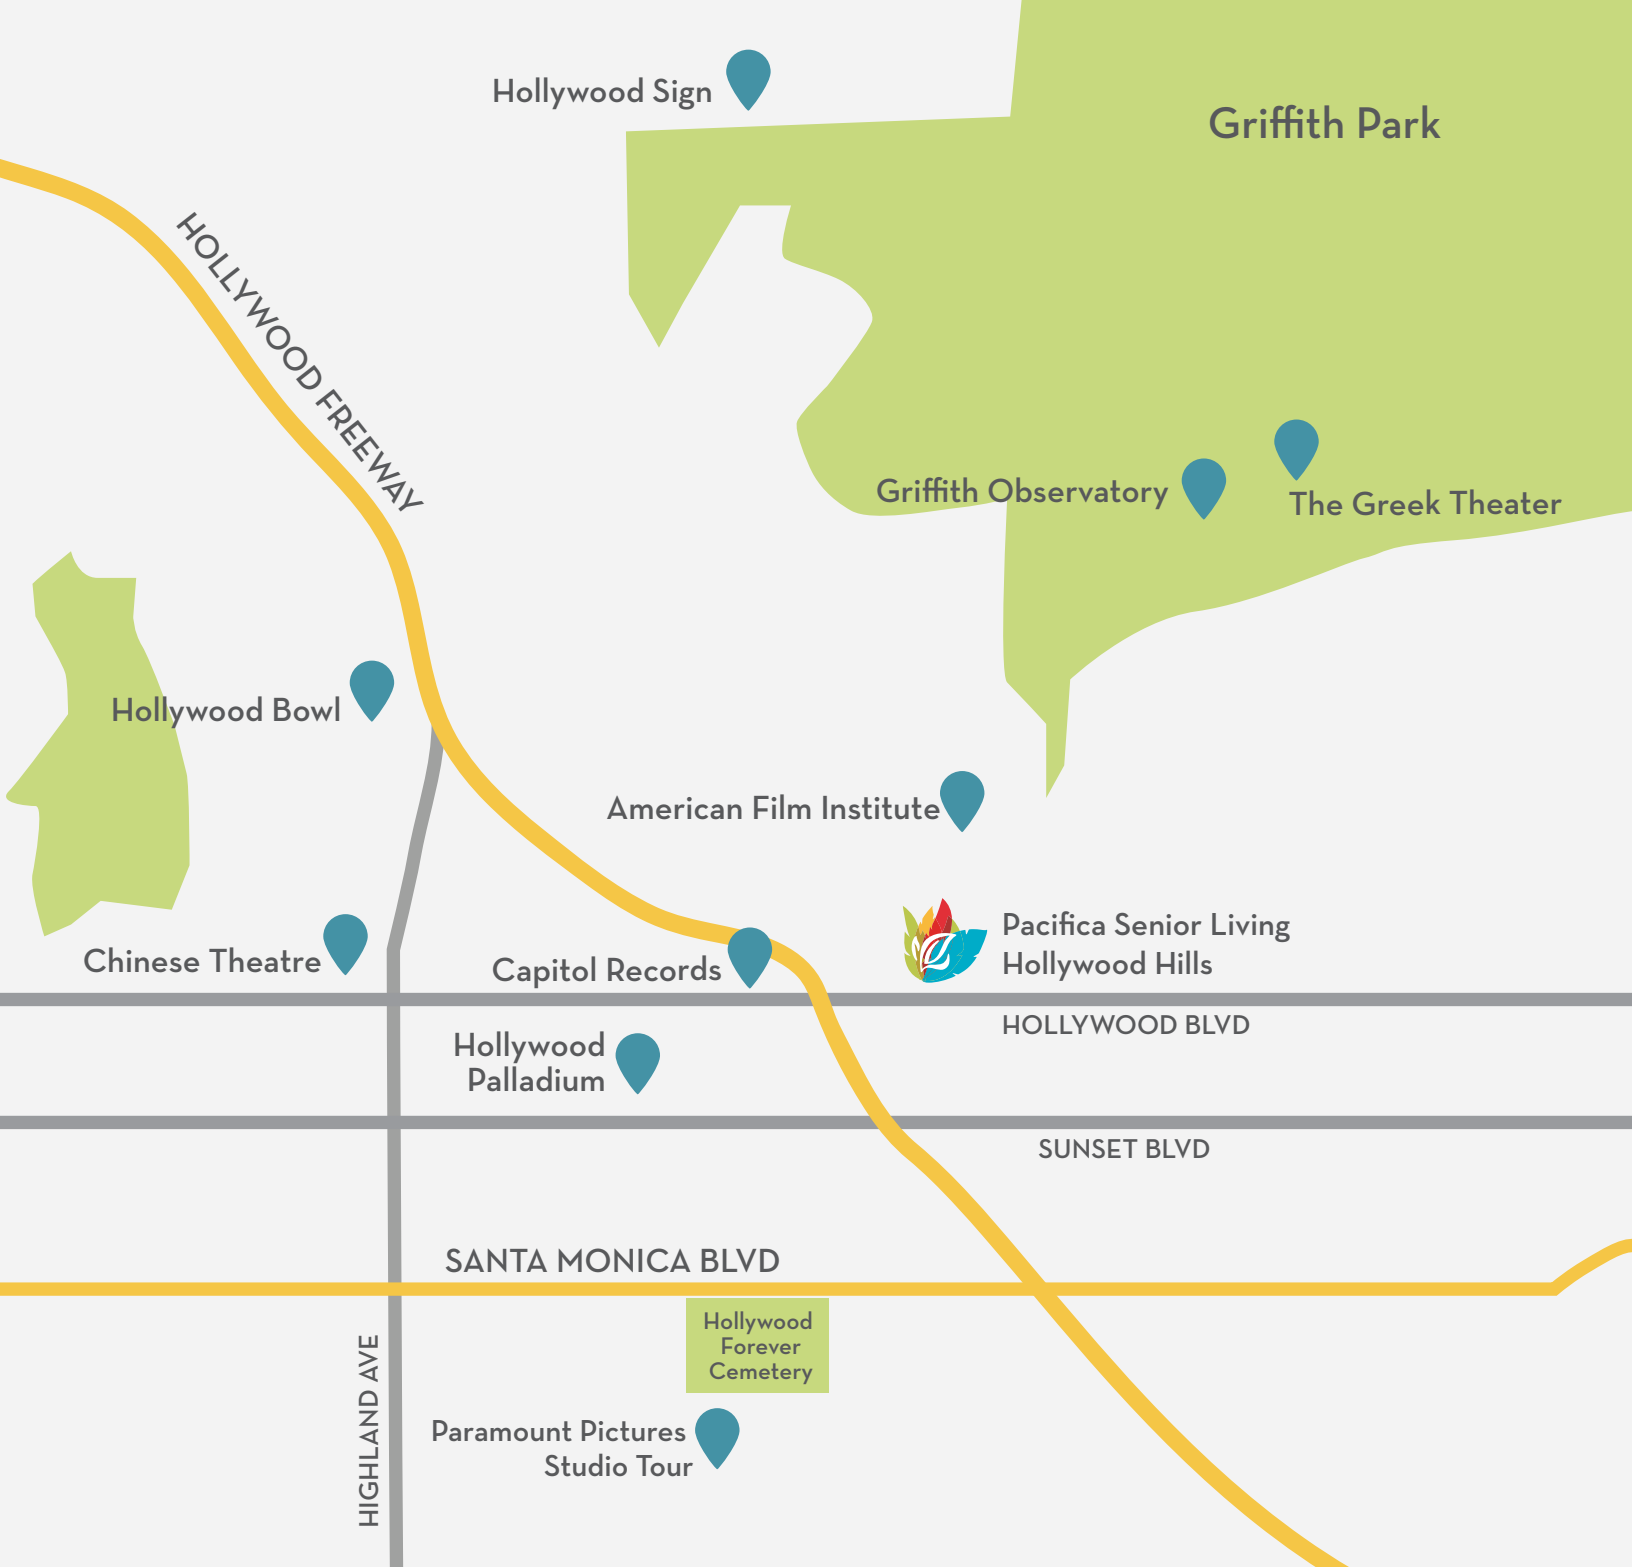 Hollywood Sign
Griffith Park
HOLLYWOOD FREEWAY
Griffith Observatory
The Greek Theater
Hollywood Bowl
American Film Institute
Pacifica Senior Living
Hollywood Hills
Chinese Theatre
Capitol Records
HOLLYWOOD BLVD
Hollywood
Palladium
SUNSET BLVD
SANTA MONICA BLVD
Hollywood
Forever
Cemetery
HIGHLAND AVE
Paramount Pictures
Studio Tour